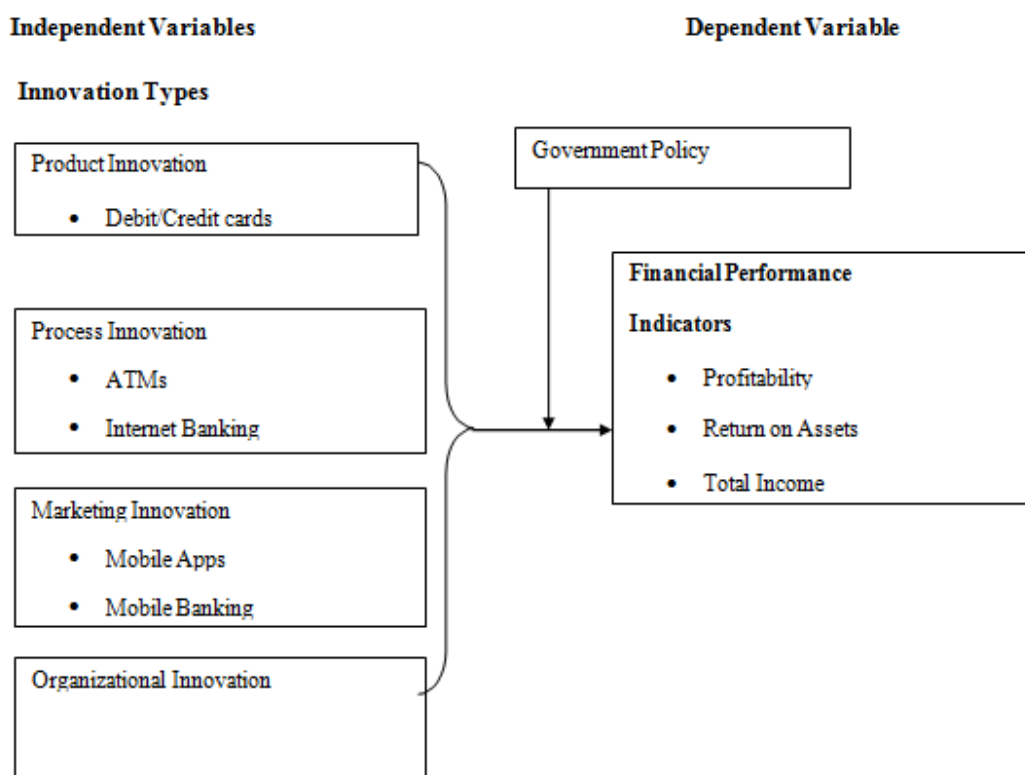 Independent Variables
Dependent Variable
Innovation Types
Product Innovation
• Debit/Credit cards
Government Policy
Process Innovation
• ATMs
• Internet Banking
Financial Performance
Indicators
• Profitability
• Return on Assets
• Total Income
Marketing Innovation
• Mobile Apps
• Mobile Banking
Organizational Innovation